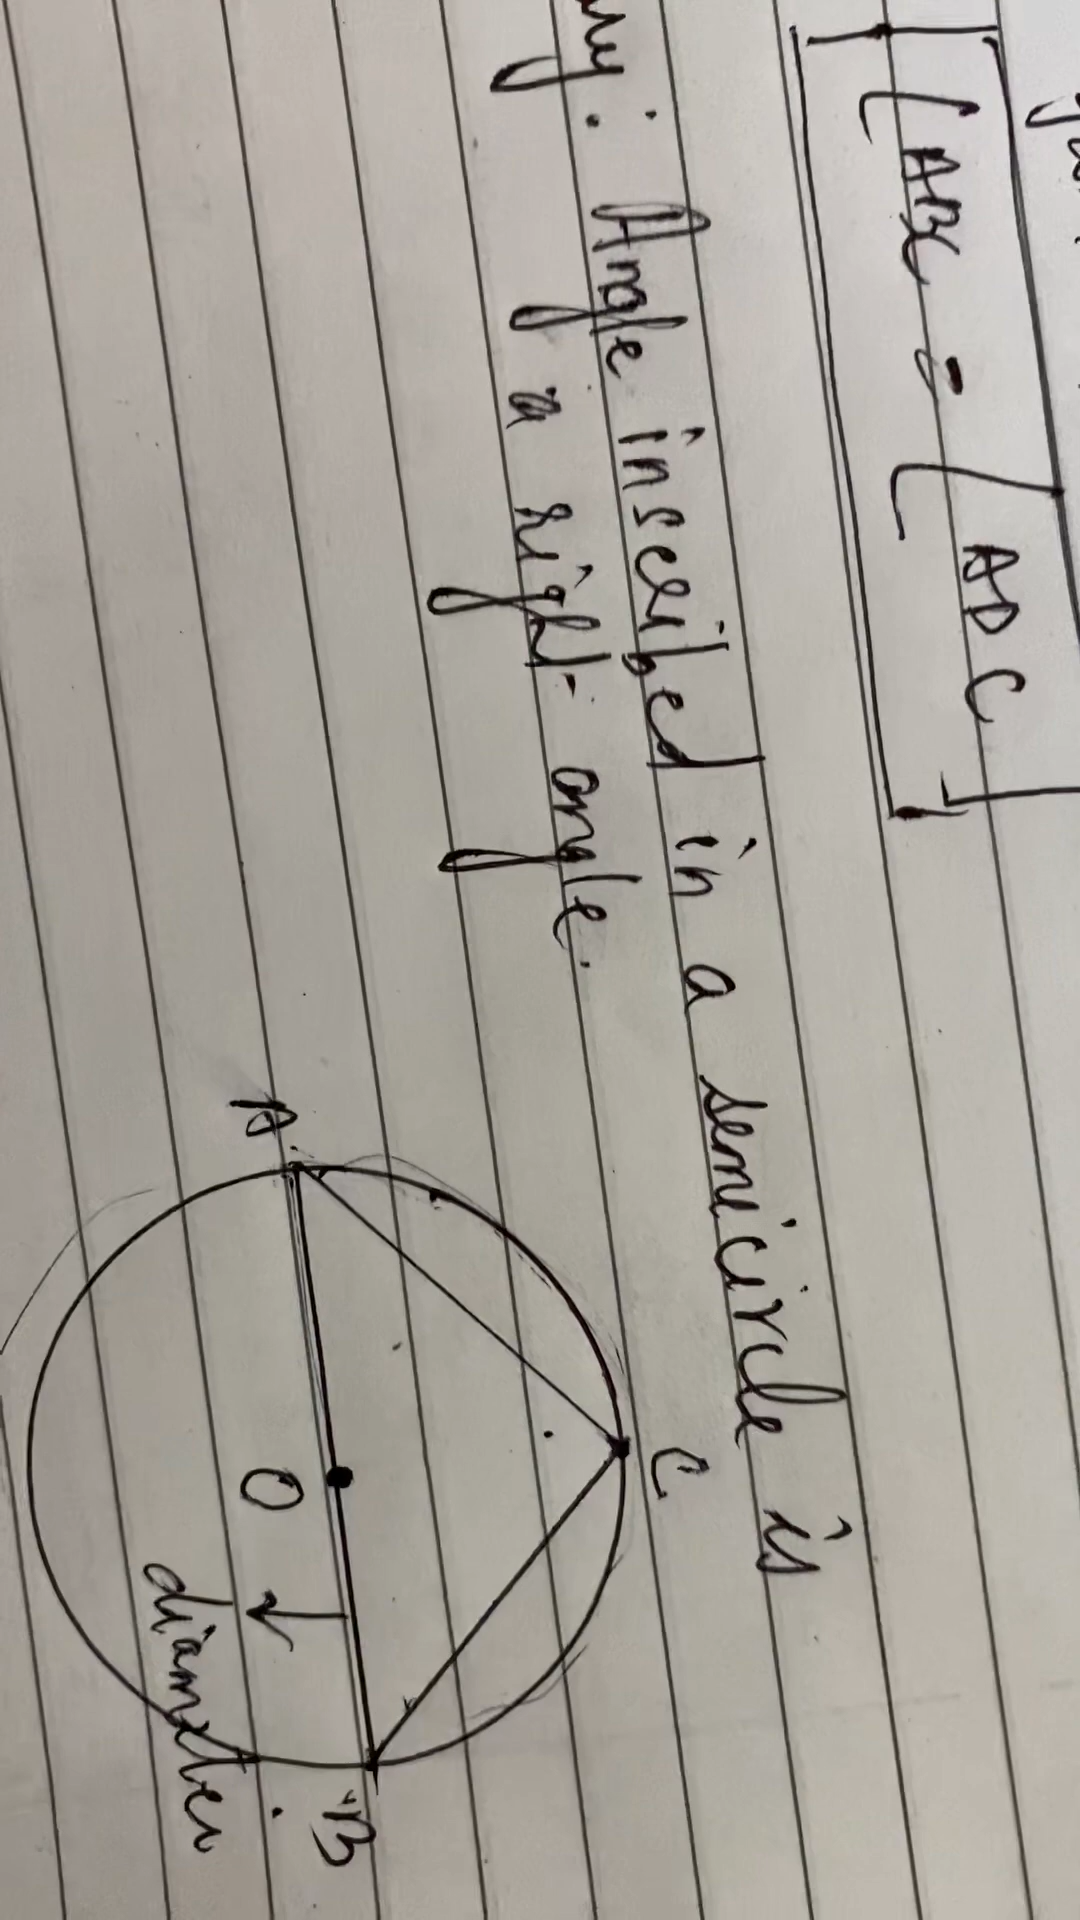 ∠ABC = ∠ADC
Angle inscribed in a semicircle is
a right angle.
C
A
O
B
diameter